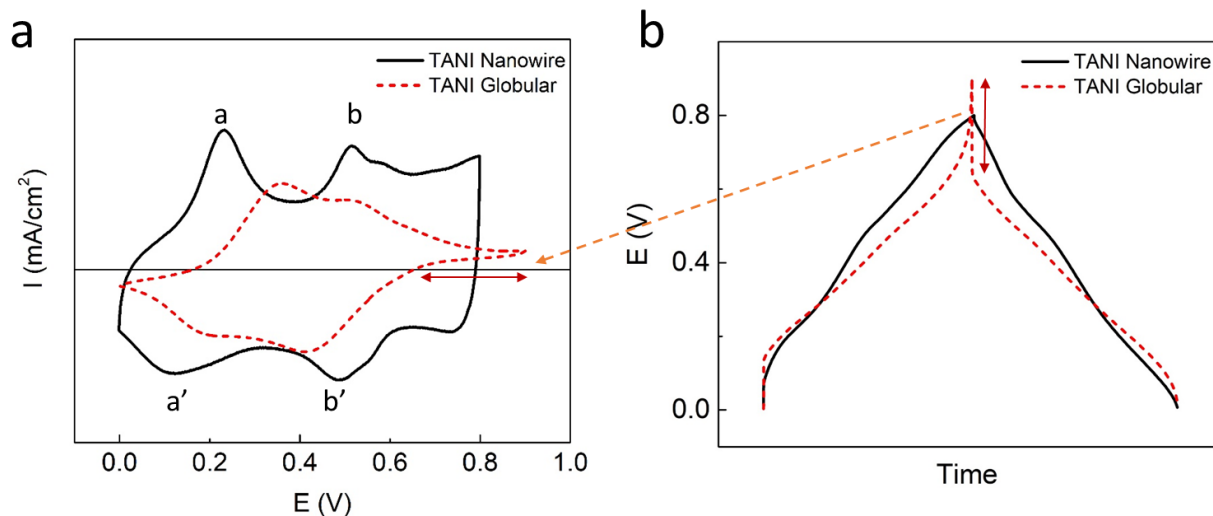 a
TANI Nanowire
TANI Globular
a
b
a’
b’
I (mA/cm²)
0.0 0.2 0.4 0.6 0.8 1.0
E (V)
b
TANI Nanowire
TANI Globular
0.8
0.4
0.0
E (V)
Time